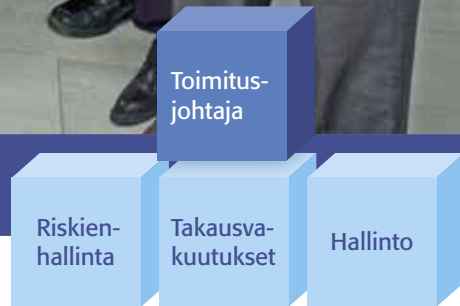 Toimitus-
johtaja
Riskien-
hallinta
Takausva-
kuutukset
Hallinto